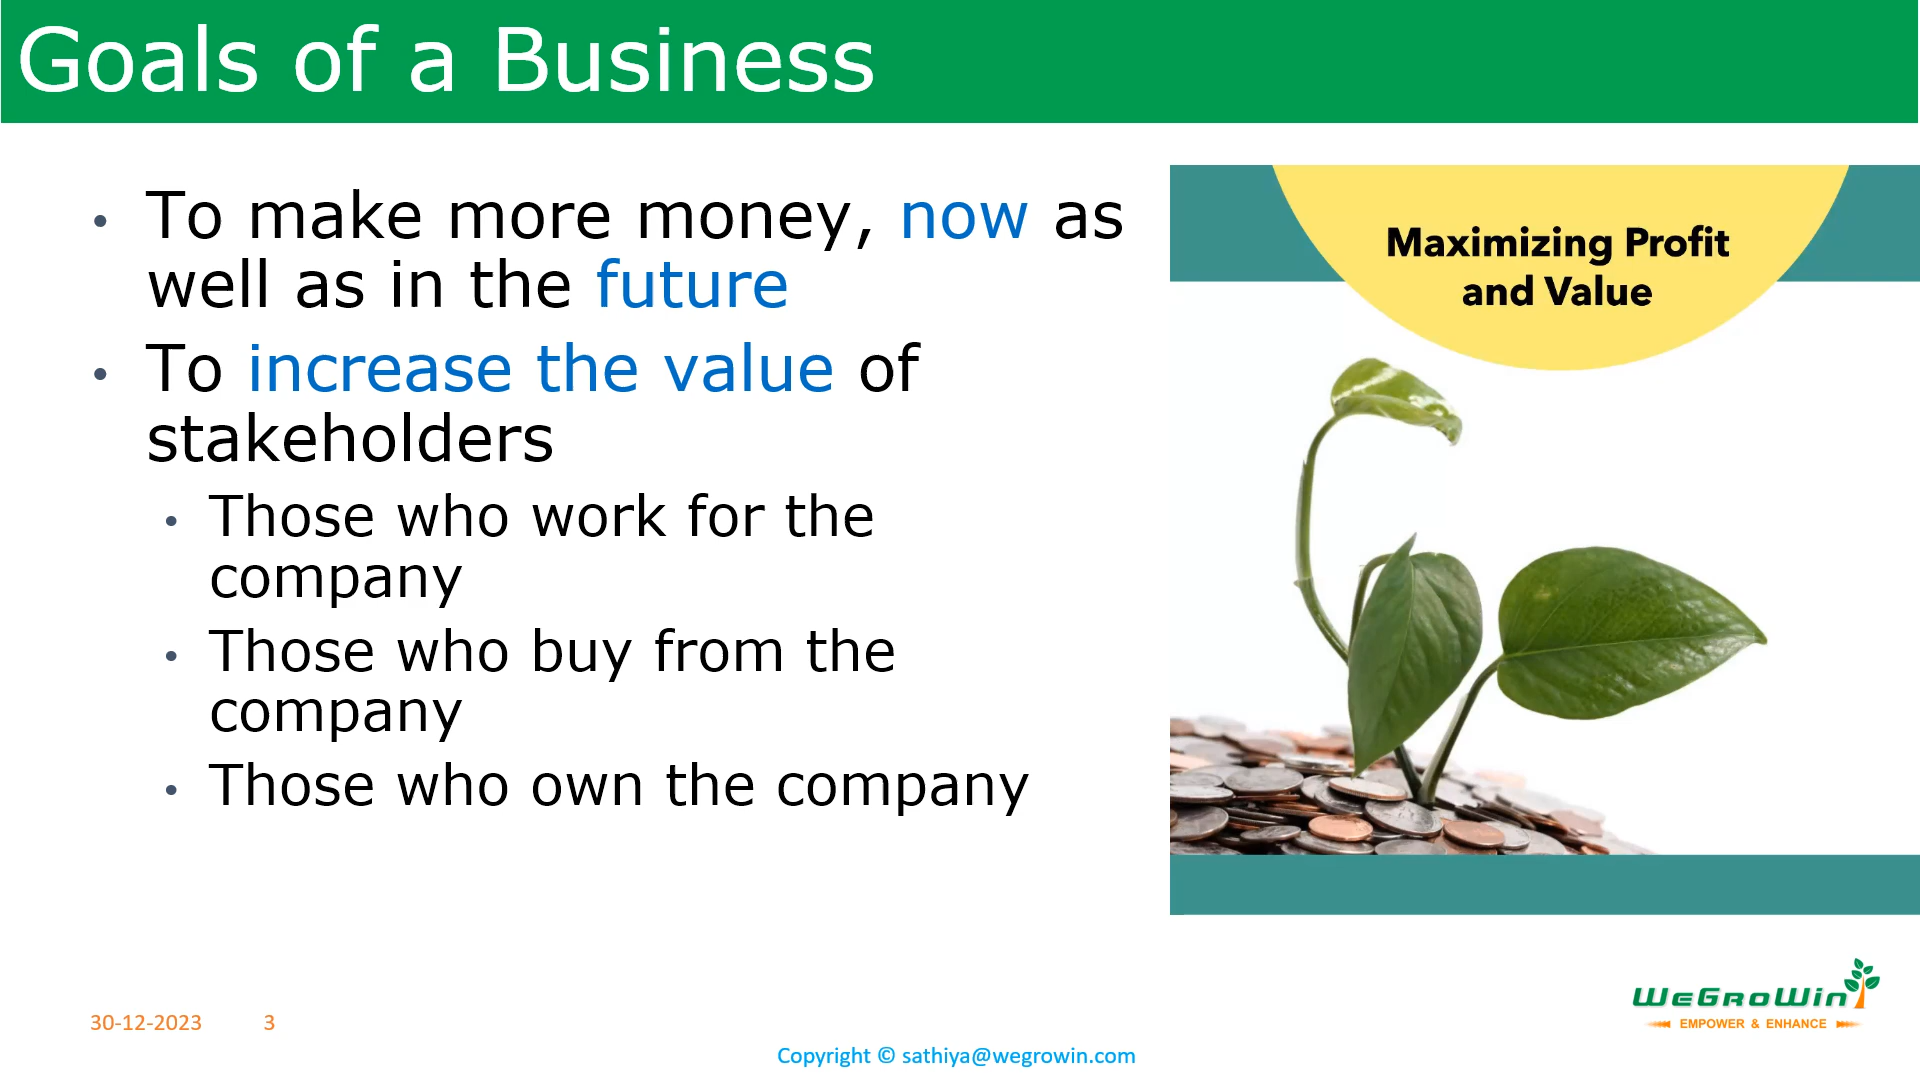 Goals of a Business
• To make more money, now as
well as in the future
• To increase the value of
stakeholders
• Those who work for the
company
• Those who buy from the
company
• Those who own the company
Maximizing Profit
and Value
30-12-2023 3
Copyright © sathiya@wegrowin.com
WeGroWin
EMPOWER & ENHANCE